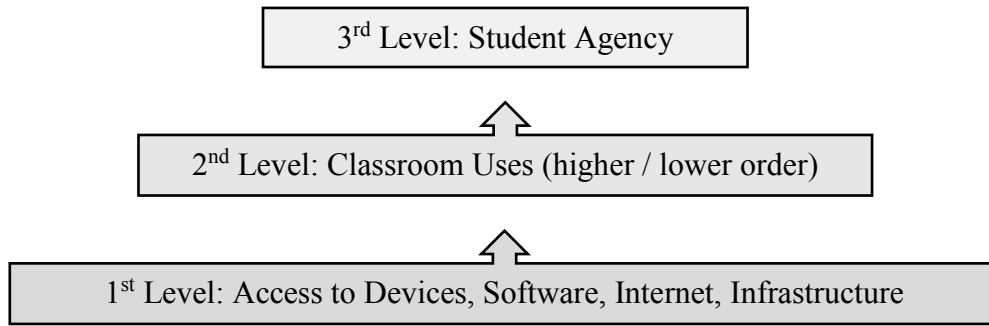 3rd Level: Student Agency
2nd Level: Classroom Uses (higher / lower order)
1st Level: Access to Devices, Software, Internet, Infrastructure